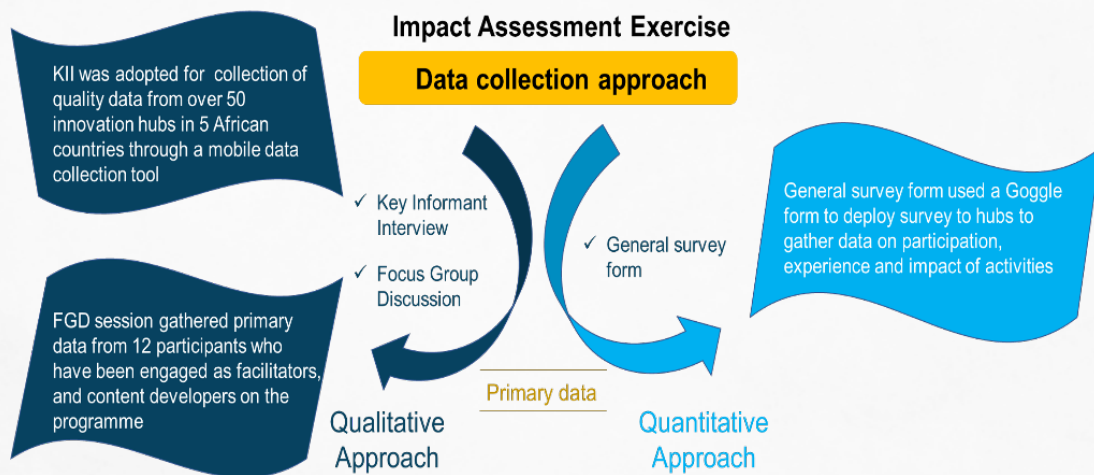 Impact Assessment Exercise
Data collection approach
KII was adopted for collection of
quality data from over 50
innovation hubs in 5 African
countries through a mobile data
collection tool
✓ Key Informant
Interview
✓ Focus Group
Discussion
FGD session gathered primary
data from 12 participants who
have been engaged as facilitators,
and content developers on the
programme
Qualitative
Approach
Primary data
✓ General survey
form
General survey form used a Goggle
form to deploy survey to hubs to
gather data on participation,
experience and impact of activities
Quantitative
Approach